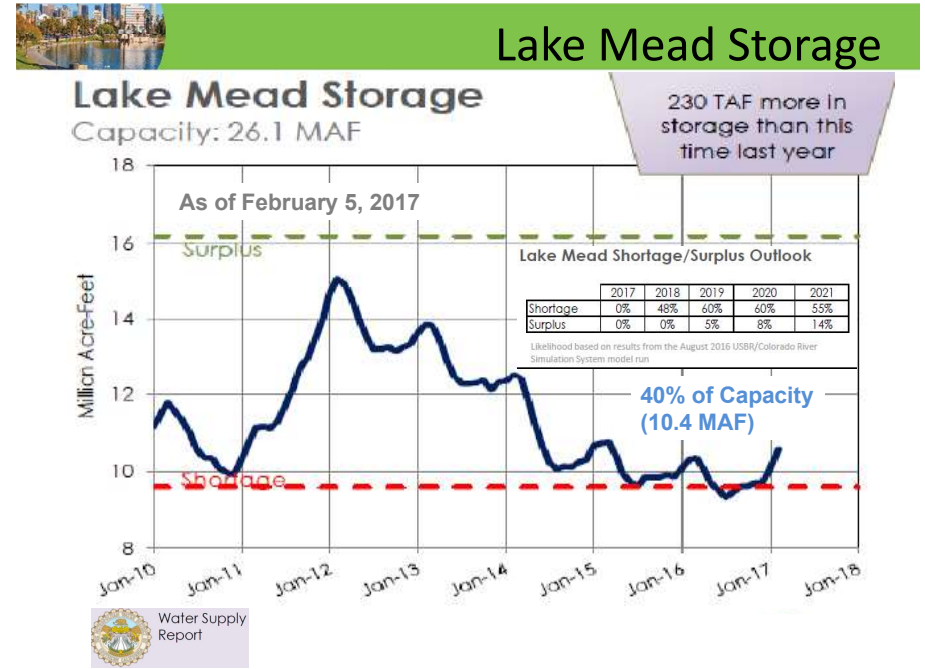 Lake Mead Storage
Lake Mead Storage
Capacity: 26.1 MAF
230 TAF more in
storage than this
time last year
18
As of February 5, 2017
16
Surplus
Lake Mead Shortage/Surplus Outlook
2017 2018 2019 2020 2021
Shortage 0% 48% 60% 60% 55%
Surplus 0% 0% 5% 8% 14%
Likelihood based on results from the August 2016 USBR/Colorado River
Simulation System model run
14
Million Acre-Feet
12
40% of Capacity
(10.4 MAF)
10
Shortage
8
Jan-10 Jan-11 Jan-12 Jan-13 Jan-14 Jan-15 Jan-16 Jan-17 Jan-18
Water Supply
Report